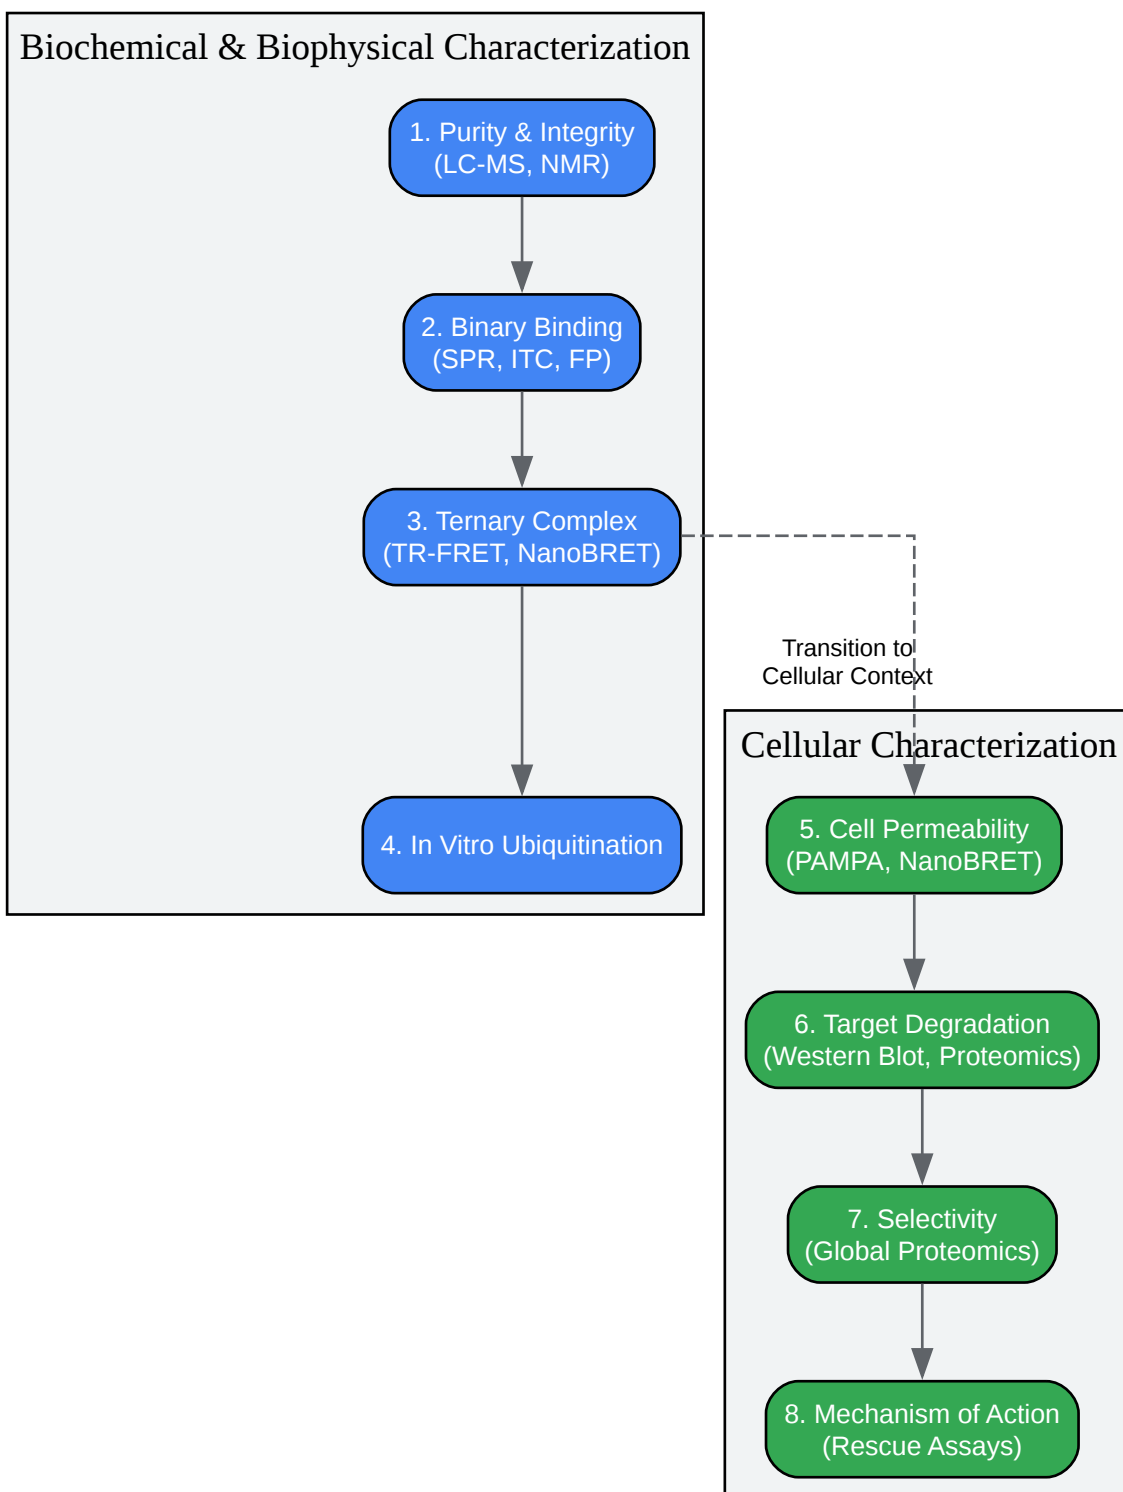 Biochemical & Biophysical Characterization
1. Purity & Integrity
(LC-MS, NMR)
2. Binary Binding
(SPR, ITC, FP)
3. Ternary Complex
(TR-FRET, NanoBRET)
Transition to
Cellular Context
4. In Vitro Ubiquitination
Cellular Characterization
5. Cell Permeability
(PAMPA, NanoBRET)
6. Target Degradation
(Western Blot, Proteomics)
7. Selectivity
(Global Proteomics)
8. Mechanism of Action
(Rescue Assays)